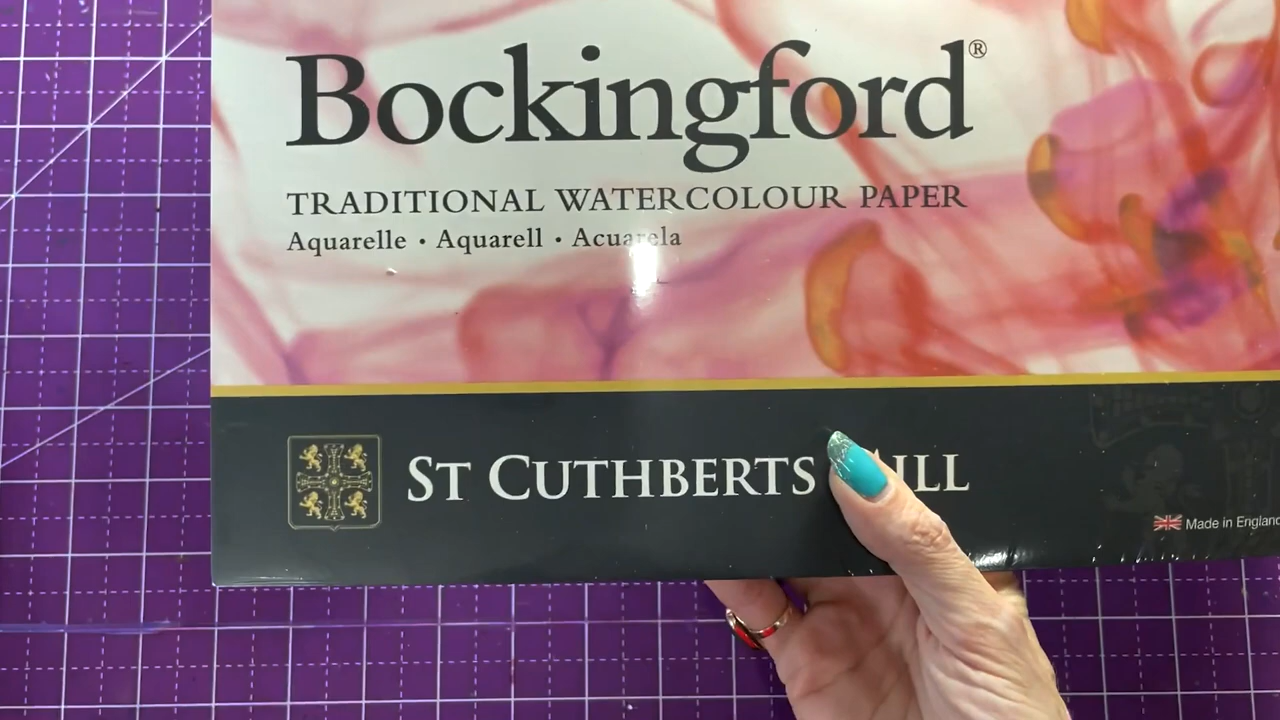 Bockingford®
TRADITIONAL WATERCOLOUR PAPER
Aquarelle • Aquarell • Acuarela
ST CUTHBERTS
Made in England